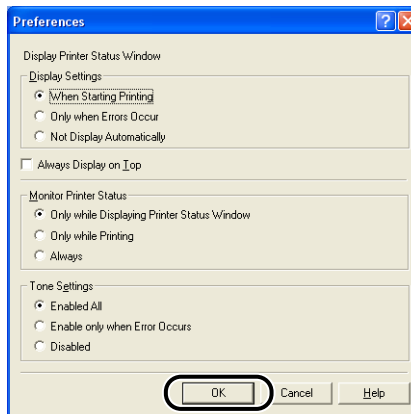 Preferences
Display Printer Status Window
Display Settings
When Starting Printing
Only when Errors Occur
Not Display Automatically
Always Display on Top
Monitor Printer Status
Only while Displaying Printer Status Window
Only while Printing
Always
Tone Settings
Enabled All
Enable only when Error Occurs
Disabled
OK Cancel Help